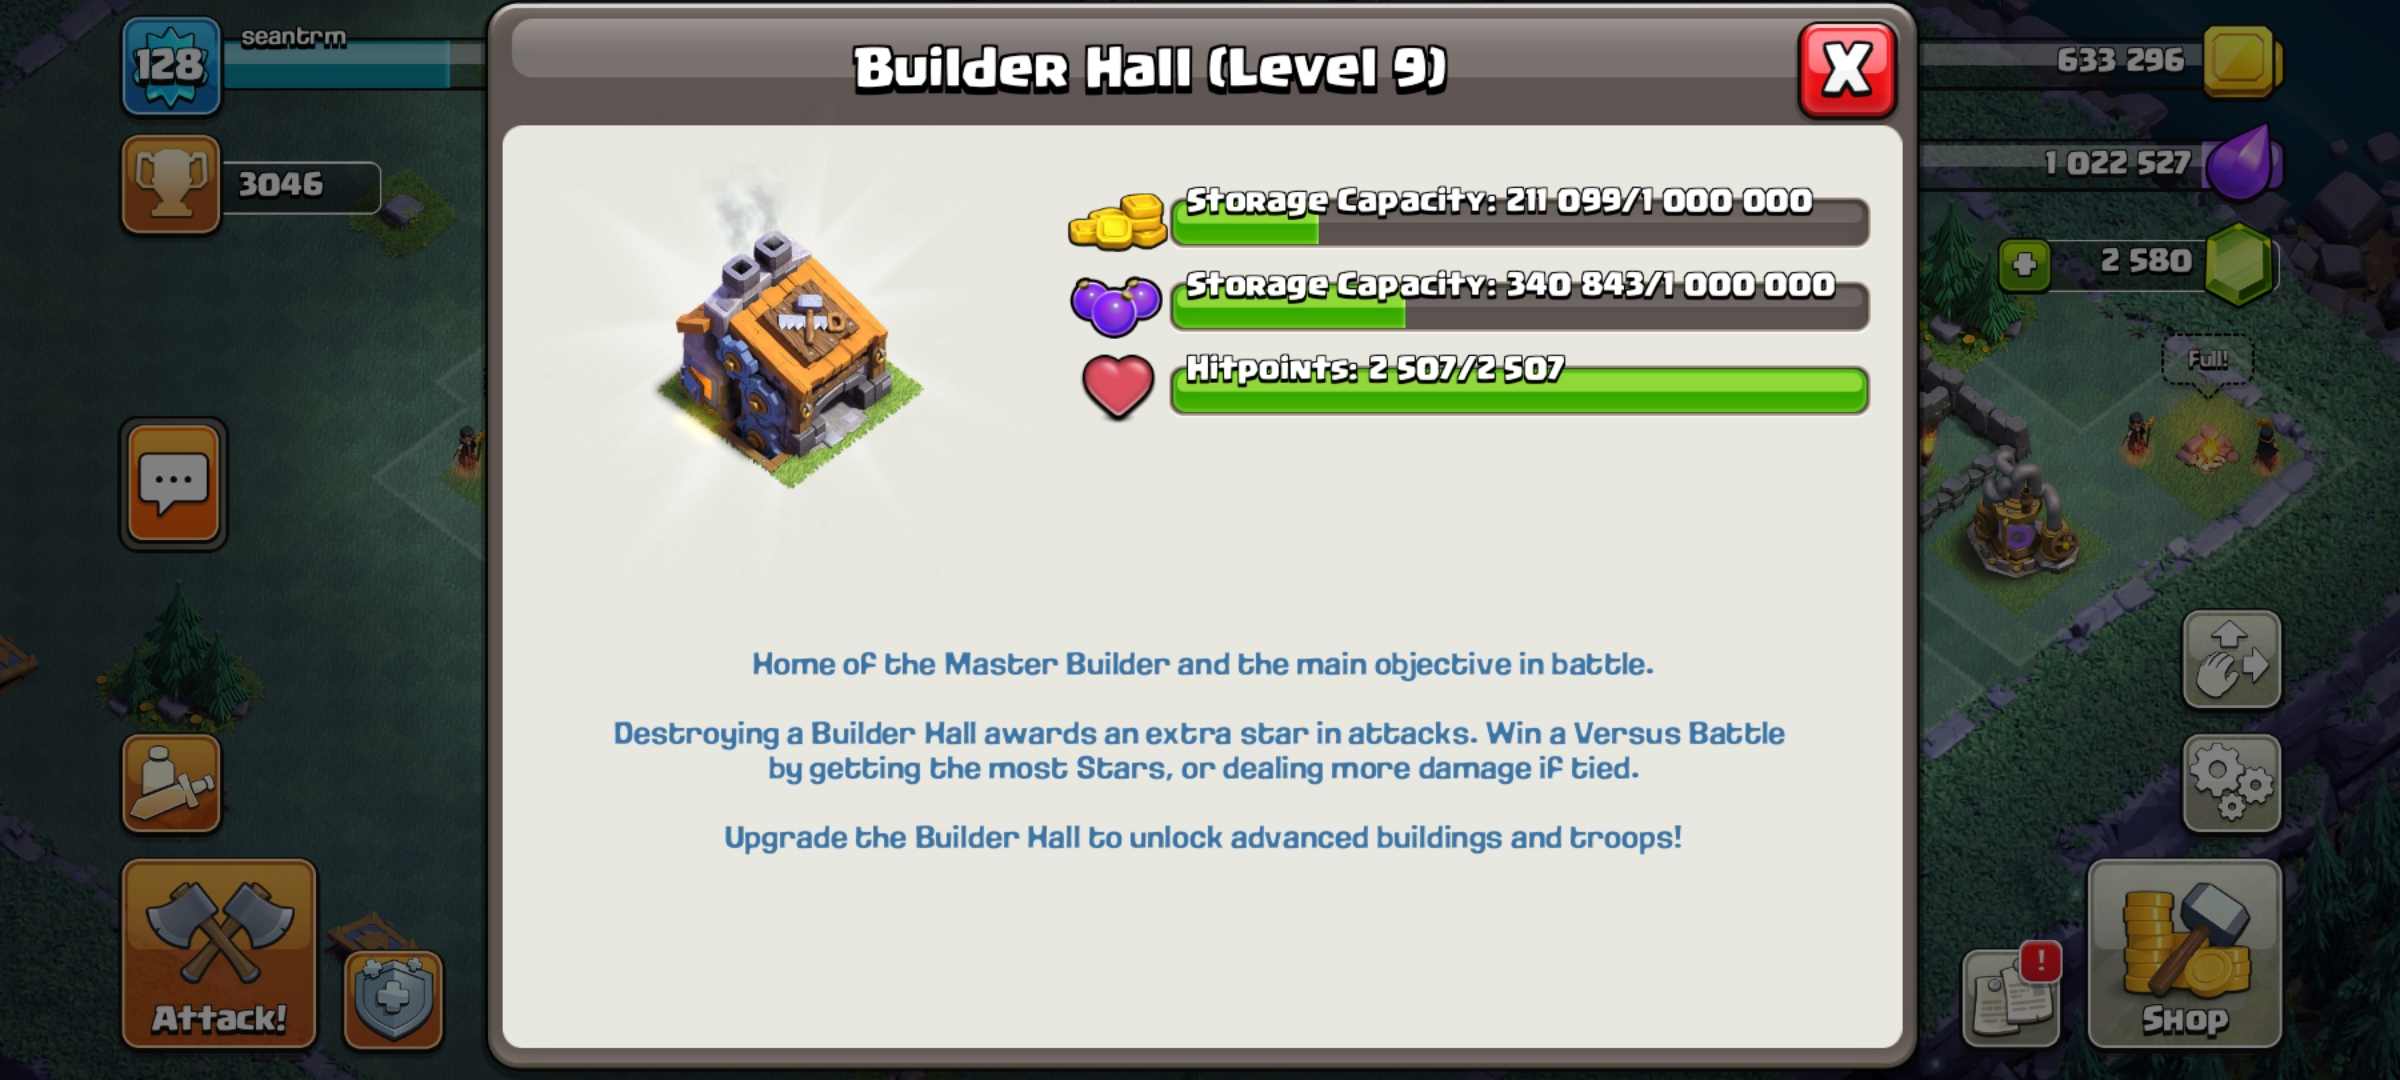 128
seantrm
3046
Builder Hall (Level 9)
X
633 296
1 022 527
2 580
Storage Capacity: 211 099/1 000 000
Storage Capacity: 340 843/1 000 000
Hitpoints: 2 507/2 507
Full!
Home of the Master Builder and the main objective in battle.
Destroying a Builder Hall awards an extra star in attacks. Win a Versus Battle
by getting the most Stars, or dealing more damage if tied.
Upgrade the Builder Hall to unlock advanced buildings and troops!
Attack!
!
Shop